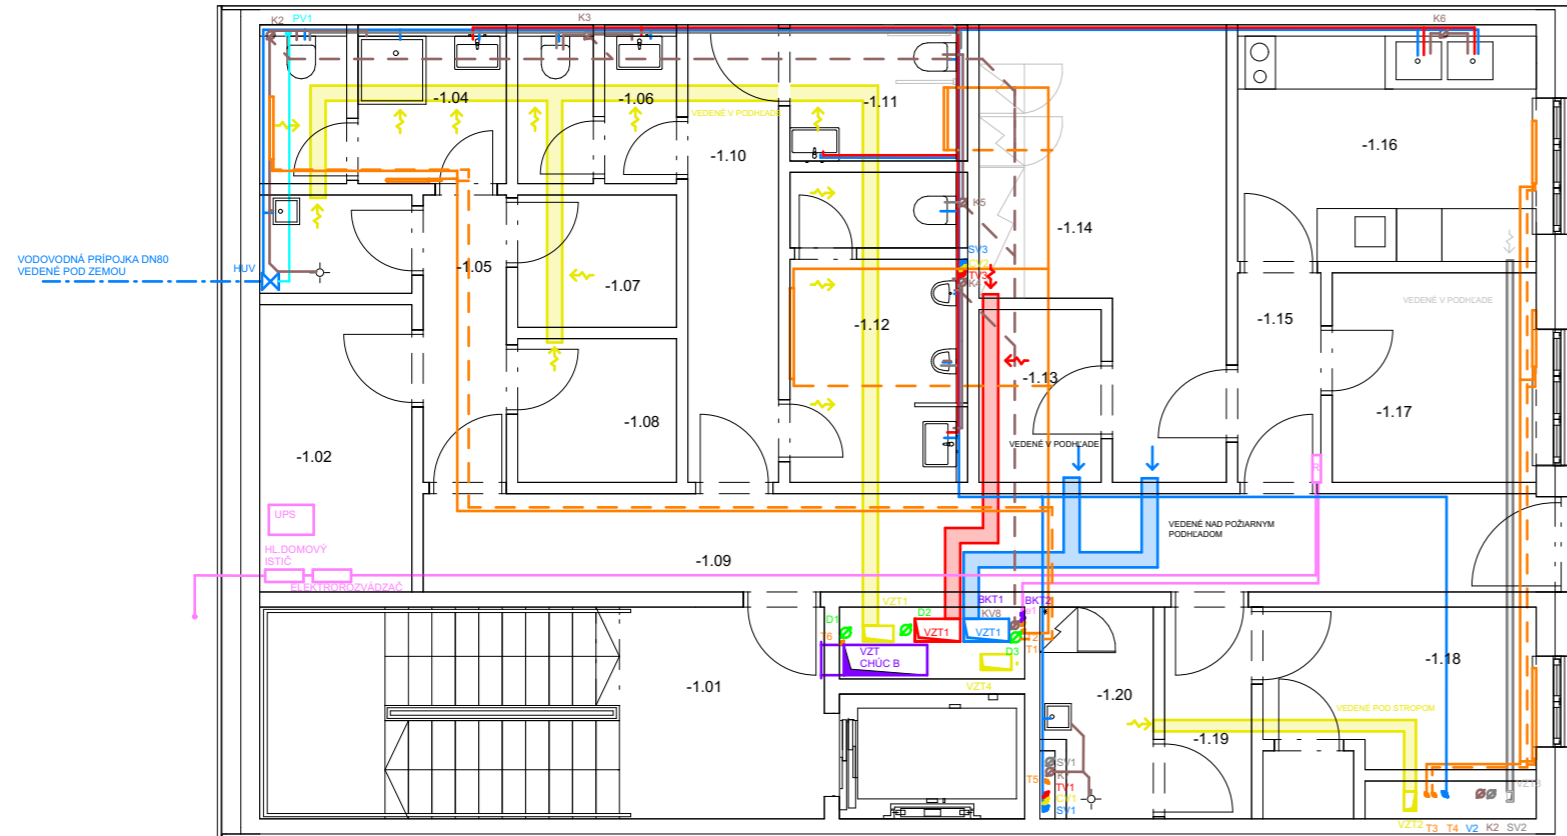 K2
PV1
K3
K6
-1.04
-1.06
-1.11
VEDENÉ V PODHĽADE
-1.10
-1.16
K5
-1.14
SV3
CV3
TV3
K4
VODOVODNÁ PRÍPOJKA DN80
VEDENÉ POD ZEMOU
HUV
-1.05
-1.07
-1.12
-1.15
VEDENÉ V PODHĽADE
-1.13
-1.08
-1.17
VEDENÉ V PODHĽADE
-1.02
UPS
HL.DOMOVÝ
ISTIČ
ELEKTROROZVÁDZAČ
-1.09
VEDENÉ NAD POŽIARNYM
PODHĽADOM
VZT1
D1
D2
BKT1
BKT2
KV8
T6
VZT1
VZT1
T2
T1
D3
VZT
CHÚC B
VZT4
-1.01
-1.20
-1.18
-1.19
VEDENÉ POD STROPOM
SV1
T5
TV1
CV1
SV1
VZT3
VZT2
T3
T4
V2
K2
SV2